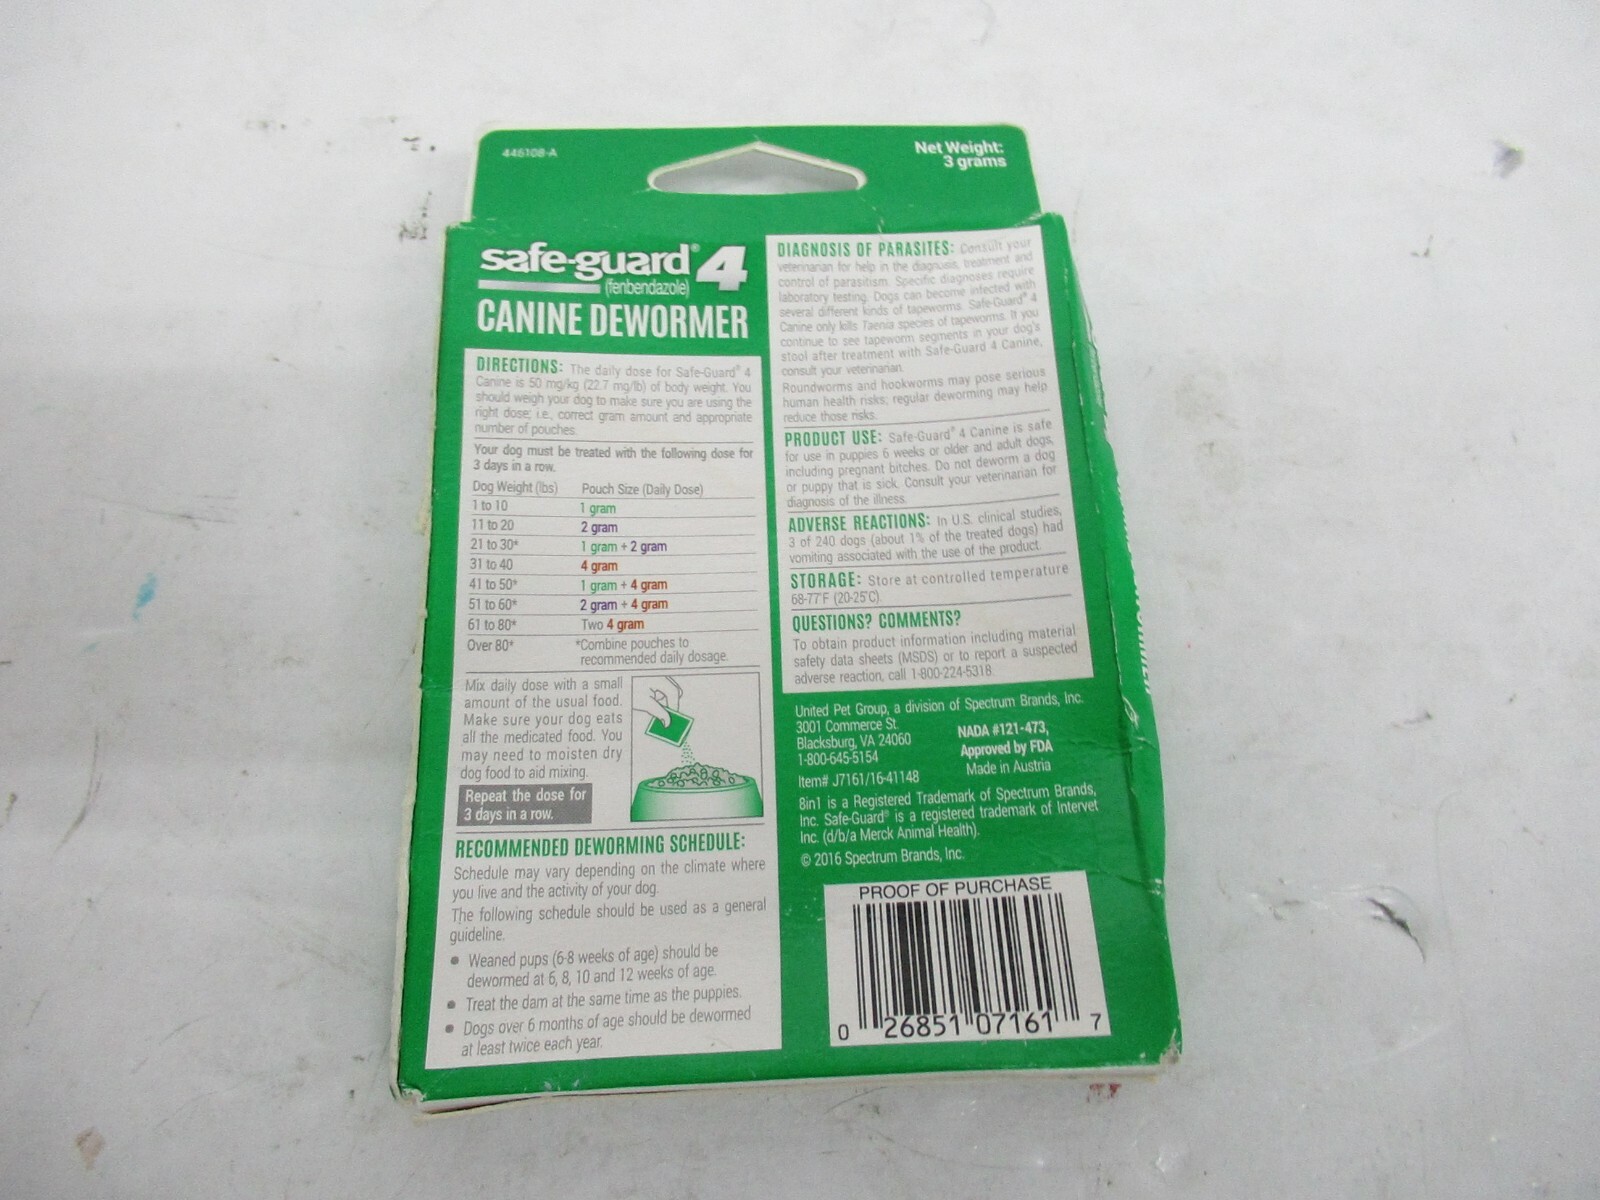 446108-A
Net Weight:
3 grams
safe-guard® 4
(fenbendazole)
CANINE DEWORMER
DIRECTIONS: The daily dose for Safe-Guard® 4
Canine is 50 mg/kg (22.7 mg/lb) of body weight. You
should weigh your dog to make sure you are using the
right dose; i.e., correct gram amount and appropriate
number of pouches.
Your dog must be treated with the following dose for
3 days in a row.
Dog Weight (lbs) Pouch Size (Daily Dose)
1 to 10 1 gram
11 to 20 2 gram
21 to 30* 1 gram + 2 gram
31 to 40 4 gram
41 to 50* 1 gram + 4 gram
51 to 60* 2 gram + 4 gram
61 to 80* Two 4 gram
Over 80* *Combine pouches to
recommended daily dosage.
Mix daily dose with a small
amount of the usual food.
Make sure your dog eats
all the medicated food. You
may need to moisten dry
dog food to aid mixing.
Repeat the dose for
3 days in a row.
RECOMMENDED DEWORMING SCHEDULE:
Schedule may vary depending on the climate where
you live and the activity of your dog.
The following schedule should be used as a general
guideline.
• Weaned pups (6-8 weeks of age) should be
dewormed at 6, 8, 10 and 12 weeks of age.
• Treat the dam at the same time as the puppies.
• Dogs over 6 months of age should be dewormed
at least twice each year.
DIAGNOSIS OF PARASITES: Consult your
veterinarian for help in the diagnosis, treatment and
control of parasitism. Specific diagnoses require
laboratory testing. Dogs can become infected with
several different kinds of tapeworms. Safe-Guard® 4
Canine only kills Taenia species of tapeworms. If you
continue to see tapeworm segments in your dog's
stool after treatment with Safe-Guard 4 Canine,
consult your veterinarian.
Roundworms and hookworms may pose serious
human health risks; regular deworming may help
reduce those risks.
PRODUCT USE: Safe-Guard® 4 Canine is safe
for use in puppies 6 weeks or older and adult dogs,
including pregnant bitches. Do not deworm a dog
or puppy that is sick. Consult your veterinarian for
diagnosis of the illness.
ADVERSE REACTIONS: In U.S. clinical studies,
3 of 240 dogs (about 1% of the treated dogs) had
vomiting associated with the use of the product.
STORAGE: Store at controlled temperature
68-77°F (20-25°C).
QUESTIONS? COMMENTS?
To obtain product information including material
safety data sheets (MSDS) or to report a suspected
adverse reaction, call 1-800-224-5318.
United Pet Group, a division of Spectrum Brands, Inc.
3001 Commerce St.
Blacksburg, VA 24060
1-800-645-5154
Item# J7161/16-41148
NADA #121-473,
Approved by FDA
Made in Austria
8in1 is a Registered Trademark of Spectrum Brands,
Inc. Safe-Guard® is a registered trademark of Intervet
Inc. (d/b/a Merck Animal Health).
© 2016 Spectrum Brands, Inc.
PROOF OF PURCHASE
0 26851 07161 7